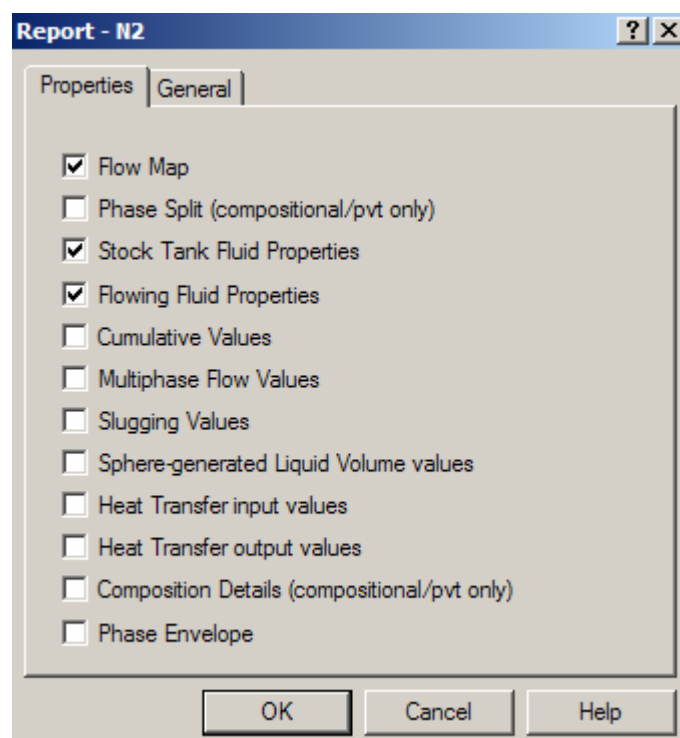 Report - N2 ? X
Properties General
Flow Map
Phase Split (compositional/pvt only)
Stock Tank Fluid Properties
Flowing Fluid Properties
Cumulative Values
Multiphase Flow Values
Slugging Values
Sphere-generated Liquid Volume values
Heat Transfer input values
Heat Transfer output values
Composition Details (compositional/pvt only)
Phase Envelope
OK Cancel Help